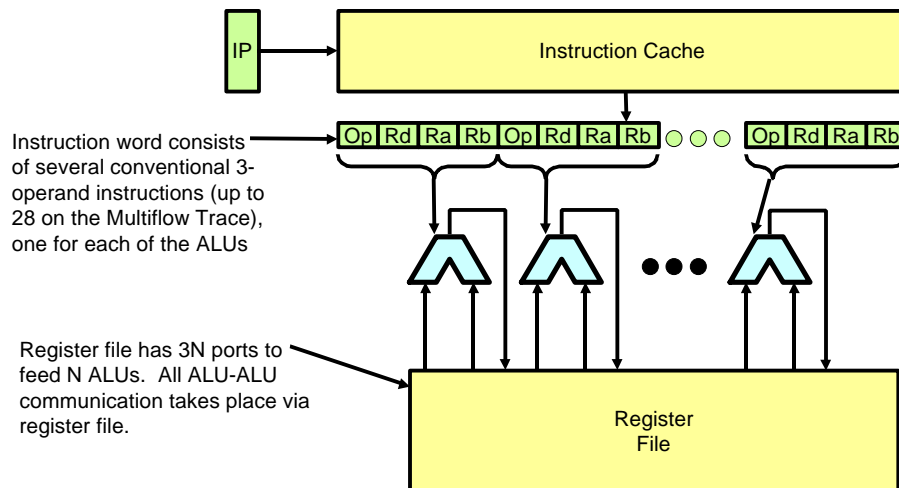 IP
Instruction Cache
Op Rd Ra Rb Op Rd Ra Rb Op Rd Ra Rb
Instruction word consists
of several conventional 3-
operand instructions (up to
28 on the Multiflow Trace),
one for each of the ALUs
Register file has 3N ports to
feed N ALUs.  All ALU-ALU
communication takes place via
register file.
Register
File